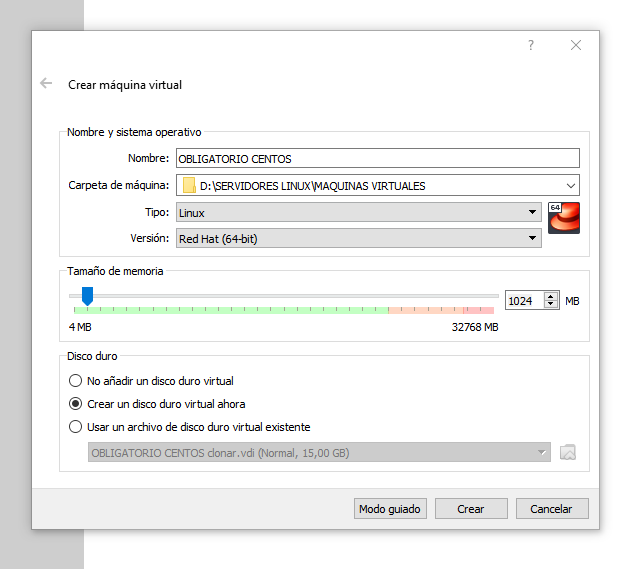 ?
Crear máquina virtual
Nombre y sistema operativo
Nombre: OBLIGATORIO CENTOS
Carpeta de máquina: D:\SERVIDORES LINUX\MAQUINAS VIRTUALES
Tipo: Linux
64
Versión: Red Hat (64-bit)
Tamaño de memoria
1024 MB
4 MB 32768 MB
Disco duro
No añadir un disco duro virtual
Crear un disco duro virtual ahora
Usar un archivo de disco duro virtual existente
OBLIGATORIO CENTOS clonar.vdi (Normal, 15,00 GB)
Modo guiado Crear Cancelar